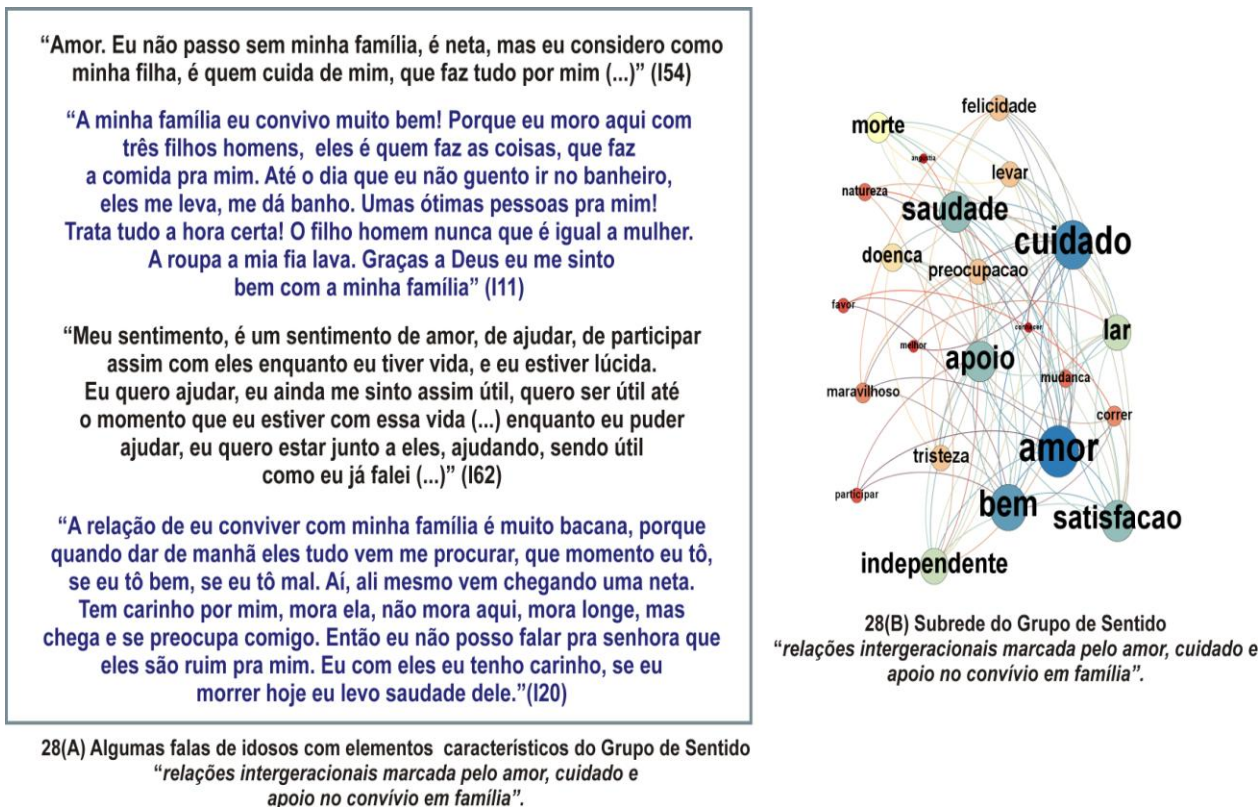 “Amor. Eu não passo sem minha família, é neta, mas eu considero como
minha filha, é quem cuida de mim, que faz tudo por mim (...)” (I54)
“A minha família eu convivo muito bem! Porque eu moro aqui com
três filhos homens, eles é quem faz as coisas, que faz
a comida pra mim. Até o dia que eu não guento ir no banheiro,
eles me leva, me dá banho. Umas ótimas pessoas pra mim!
Trata tudo a hora certa! O filho homem nunca que é igual a mulher.
A roupa a mia fia lava. Graças a Deus eu me sinto
bem com a minha família” (I11)
“Meu sentimento, é um sentimento de amor, de ajudar, de participar
assim com eles enquanto eu tiver vida, e eu estiver lúcida.
Eu quero ajudar, eu ainda me sinto assim útil, quero ser útil até
o momento que eu estiver com essa vida (...) enquanto eu puder
ajudar, eu quero estar junto a eles, ajudando, sendo útil
como eu já falei (...)” (I62)
“A relação de eu conviver com minha família é muito bacana, porque
quando dar de manhã eles tudo vem me procurar, que momento eu tô,
se eu tô bem, se eu tô mal. Aí, ali mesmo vem chegando uma neta.
Tem carinho por mim, mora ela, não mora aqui, mora longe, mas
chega e se preocupa comigo. Então eu não posso falar pra senhora que
eles são ruim pra mim. Eu com eles eu tenho carinho, se eu
morrer hoje eu levo saudade dele.”(I20)
28(A) Algumas falas de idosos com elementos característicos do Grupo de Sentido
“relações intergeracionais marcada pelo amor, cuidado e
apoio no convívio em família”.
felicidade
morte
angustia
levar
natureza
saudade
cuidado
doenca
preocupacao
favor
conhecer
lar
melhor
apoio
mudanca
maravilhoso
correr
amor
tristeza
participar
bem
satisfacao
independente
28(B) Subrede do Grupo de Sentido
“relações intergeracionais marcada pelo amor, cuidado e
apoio no convívio em família”.